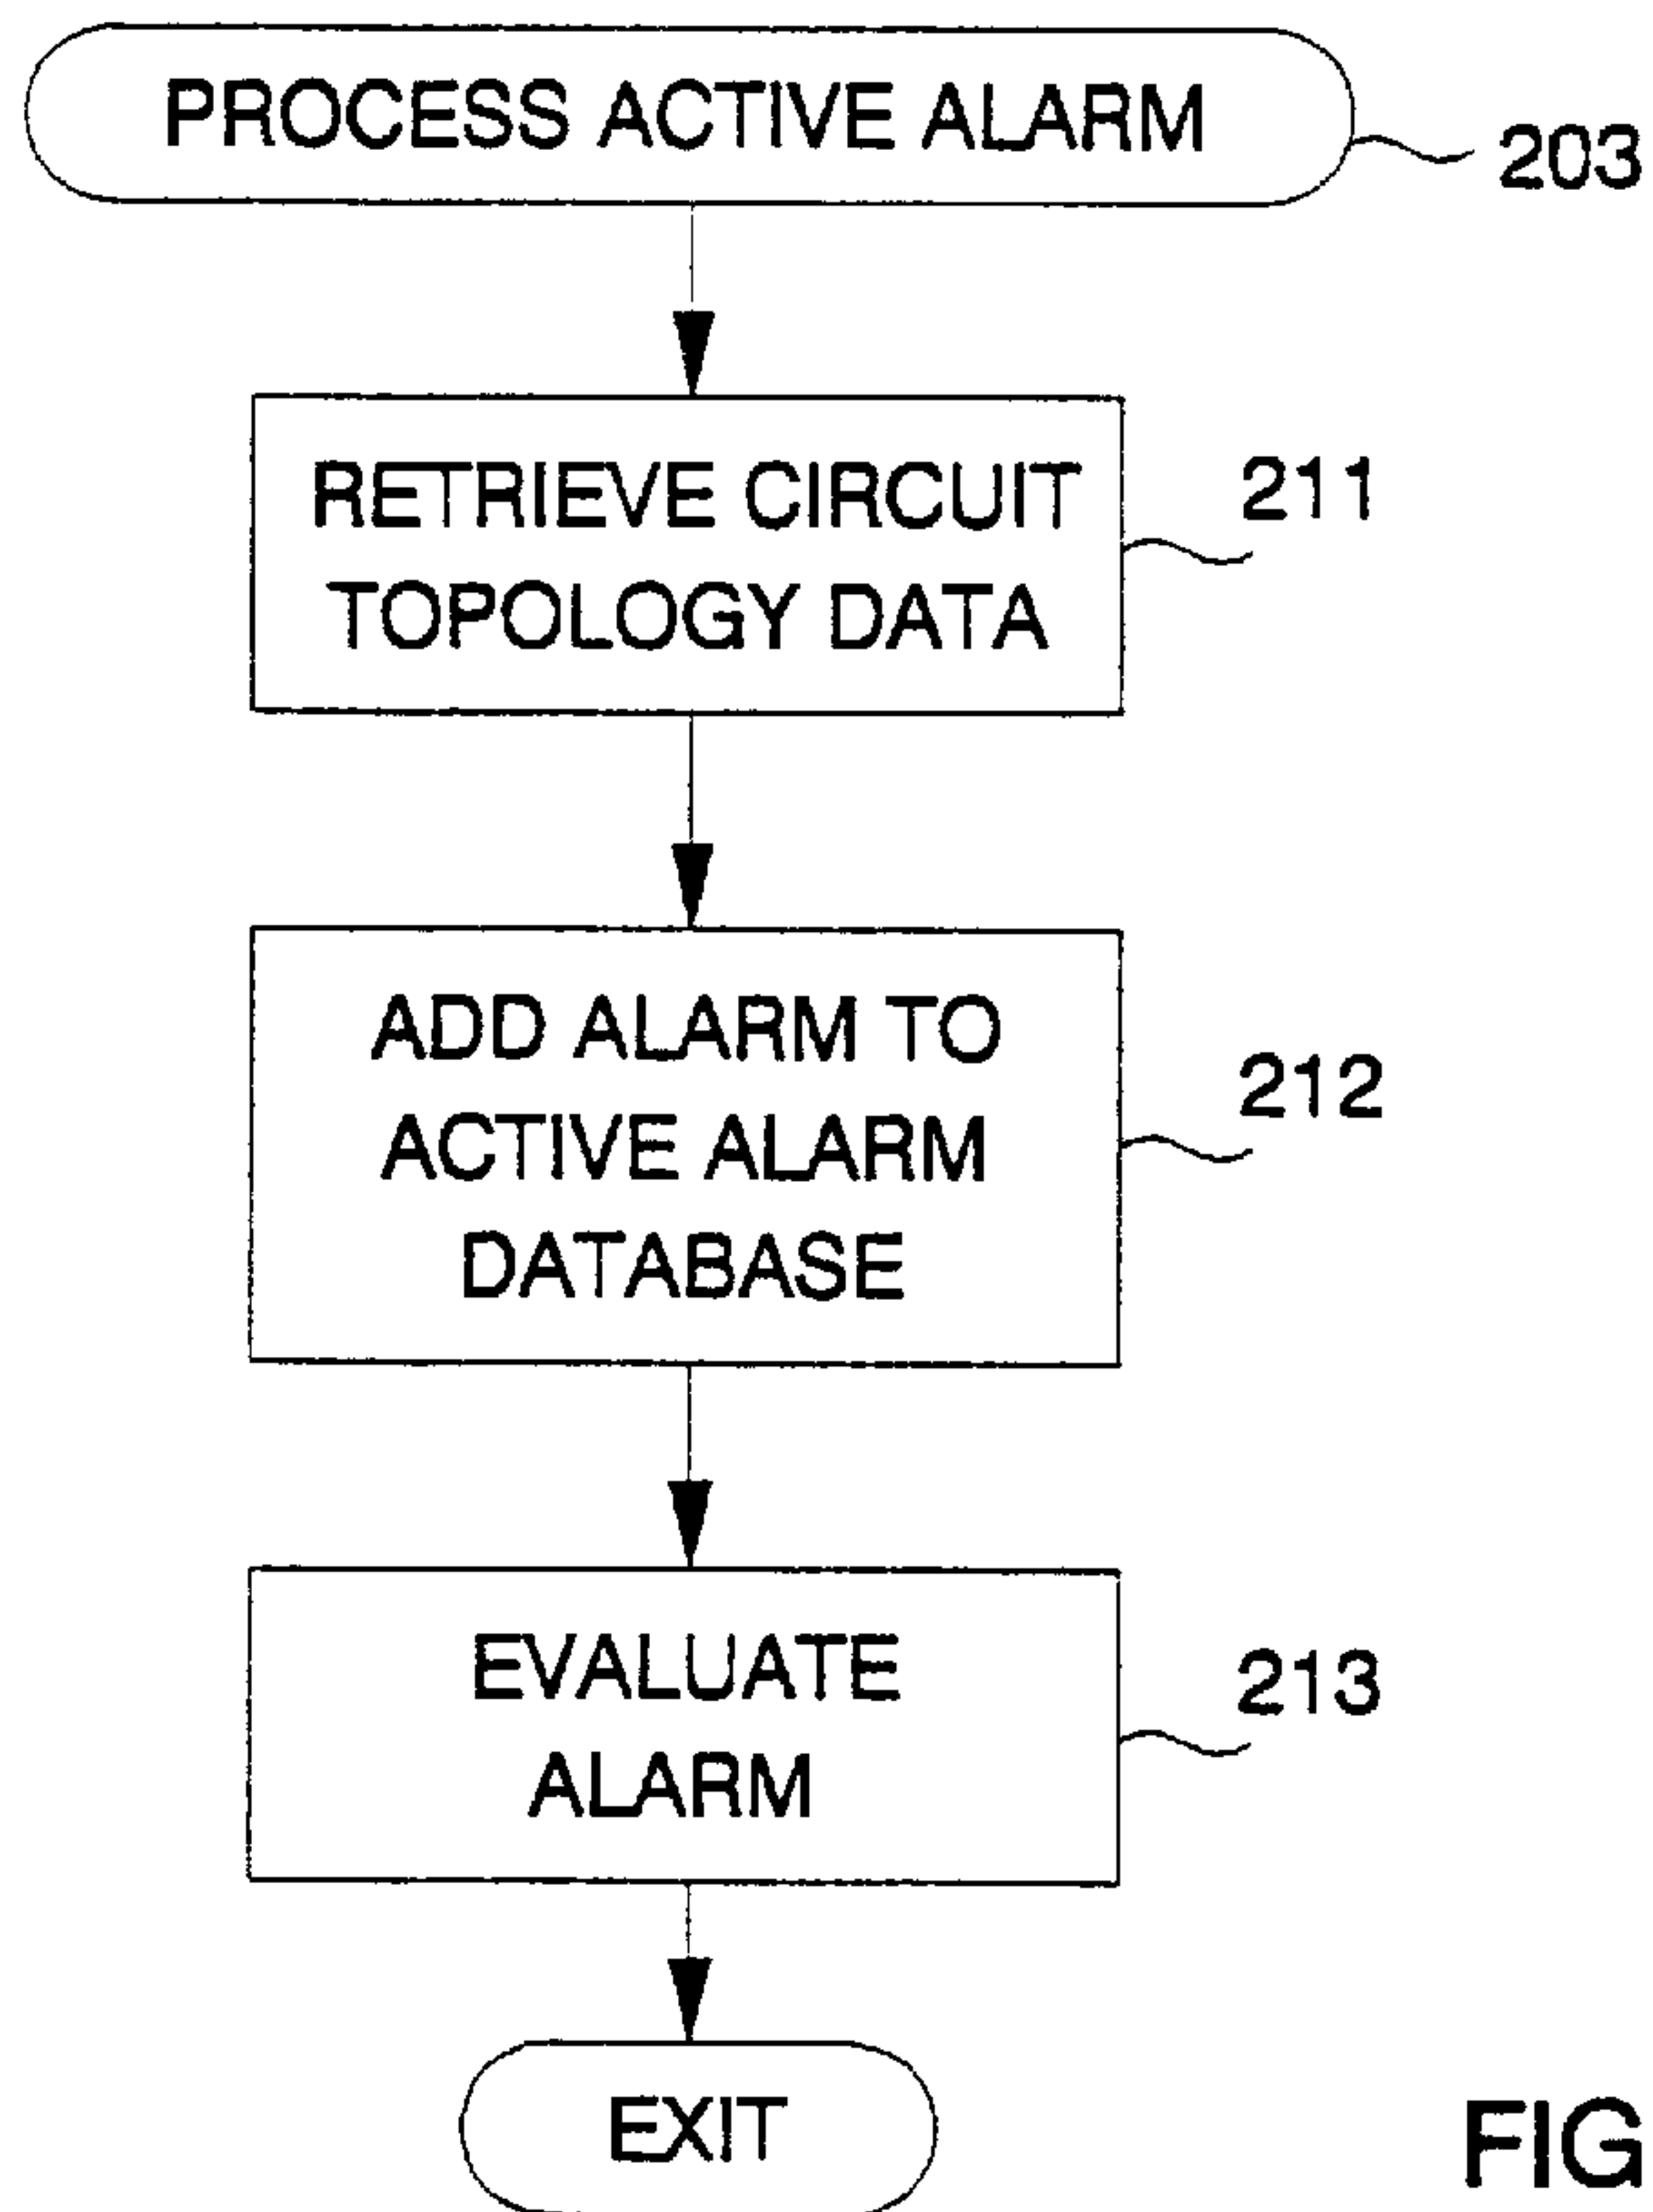 PROCESS ACTIVE ALARM
203
RETRIEVE CIRCUIT
TOPOLOGY DATA
211
ADD ALARM TO
ACTIVE ALARM
DATABASE
212
EVALUATE
ALARM
213
EXIT
FIG